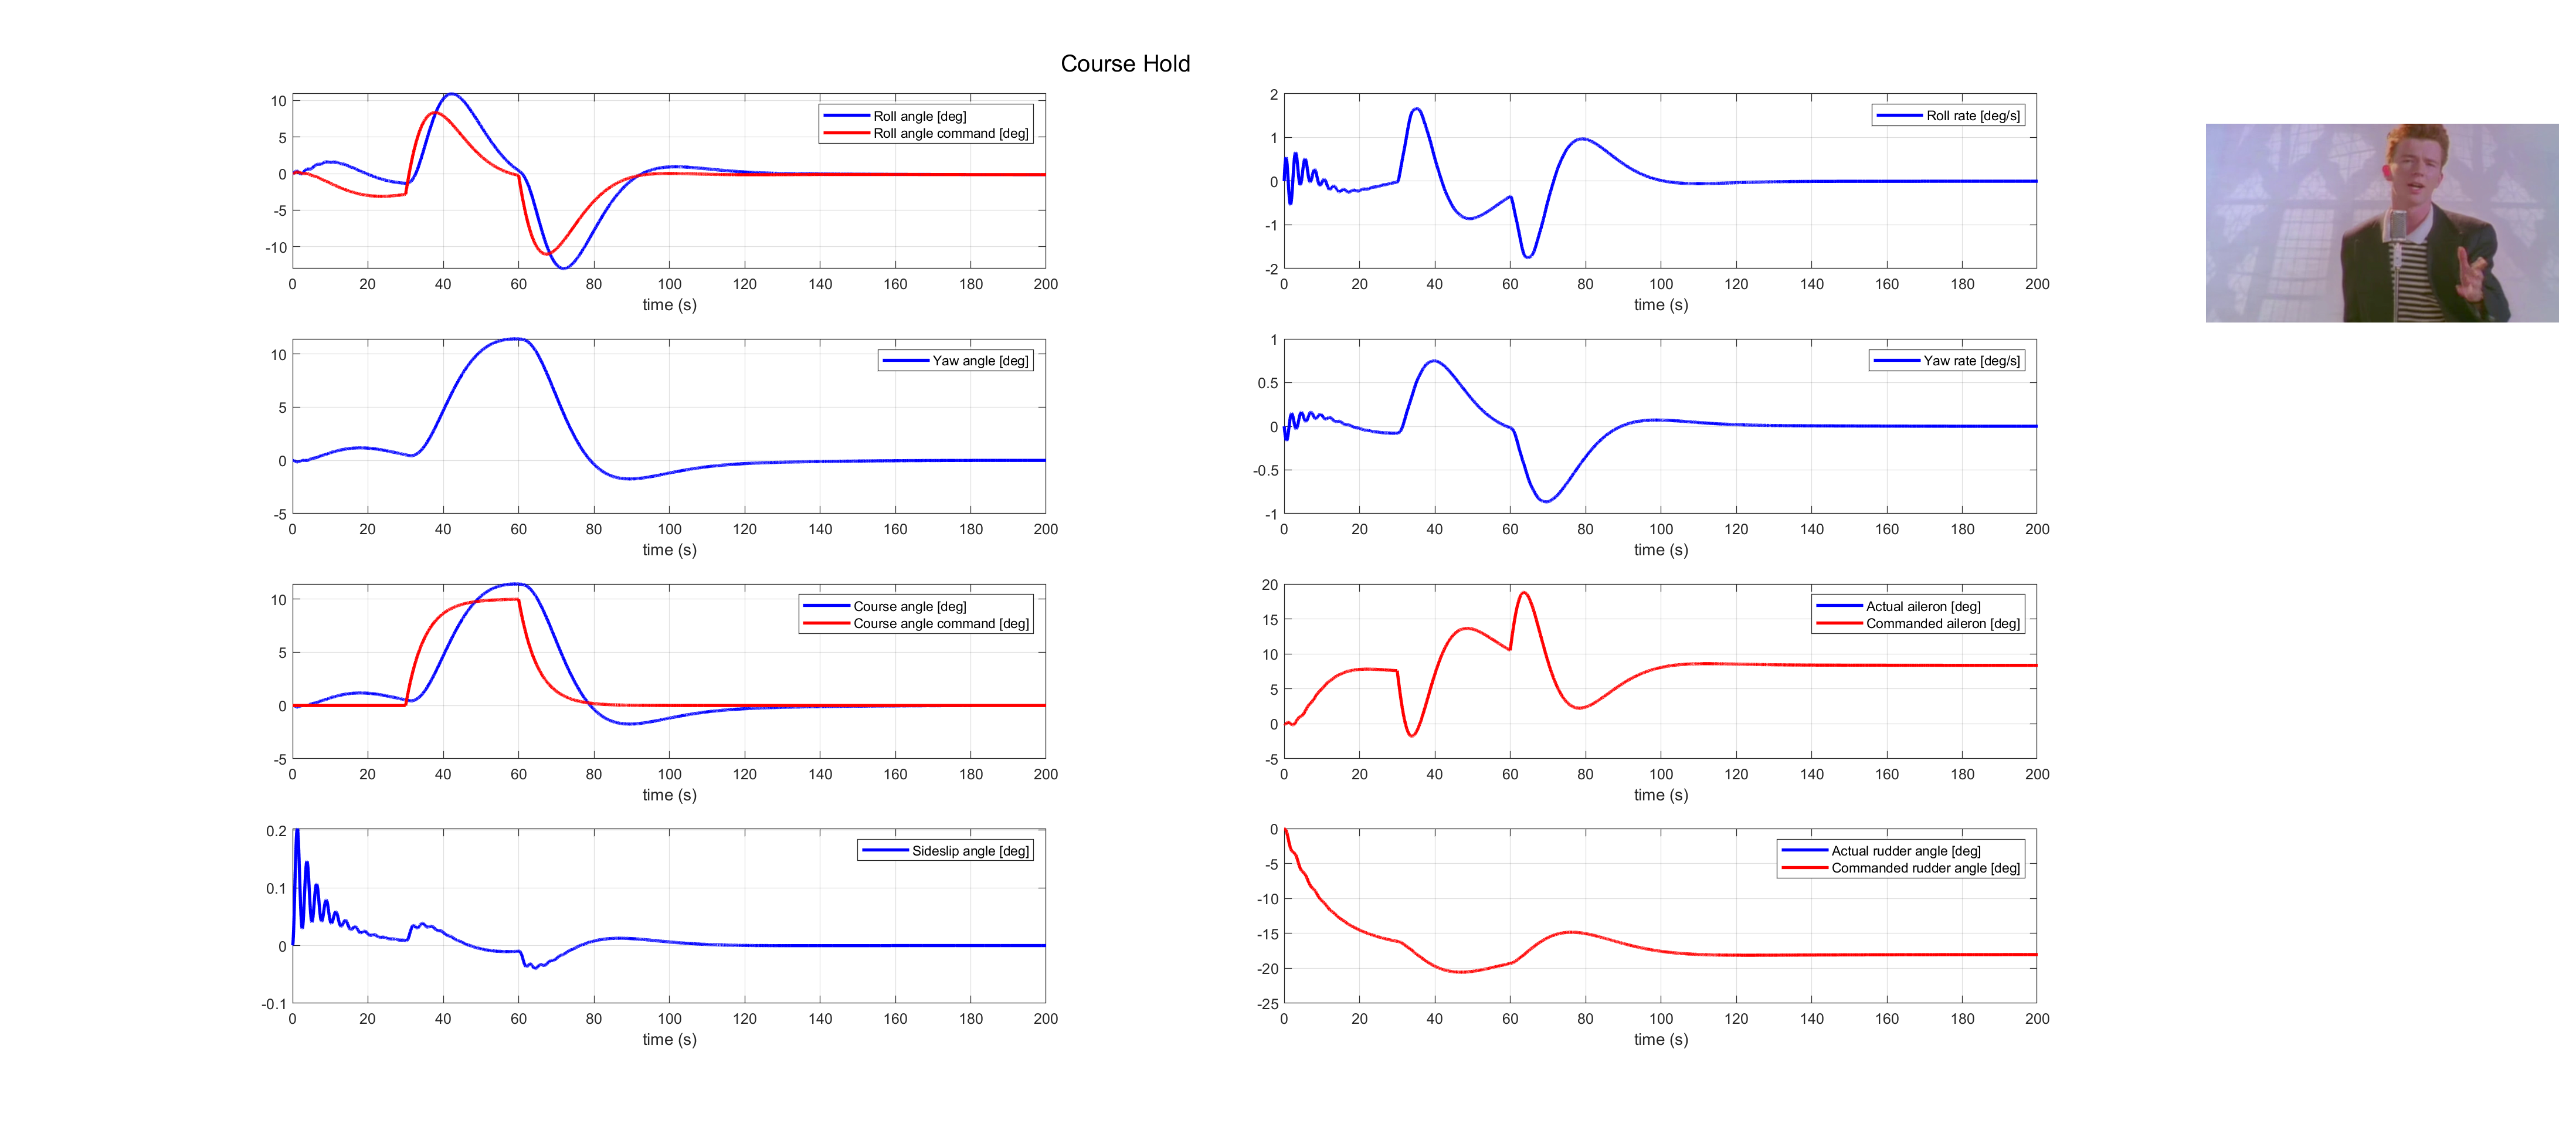 Course Hold
10
5
0
-5
-10
Roll angle [deg]
Roll angle command [deg]
0 20 40 60 80 100 120 140 160 180 200
time (s)
2
1
0
-1
-2
Roll rate [deg/s]
0 20 40 60 80 100 120 140 160 180 200
time (s)
10
5
0
-5
Yaw angle [deg]
0 20 40 60 80 100 120 140 160 180 200
time (s)
1
0.5
0
-0.5
-1
Yaw rate [deg/s]
0 20 40 60 80 100 120 140 160 180 200
time (s)
10
5
0
-5
Course angle [deg]
Course angle command [deg]
0 20 40 60 80 100 120 140 160 180 200
time (s)
20
15
10
5
0
-5
Actual aileron [deg]
Commanded aileron [deg]
0 20 40 60 80 100 120 140 160 180 200
time (s)
0.2
0.1
0
-0.1
Sideslip angle [deg]
0 20 40 60 80 100 120 140 160 180 200
time (s)
0
-5
-10
-15
-20
-25
Actual rudder angle [deg]
Commanded rudder angle [deg]
0 20 40 60 80 100 120 140 160 180 200
time (s)